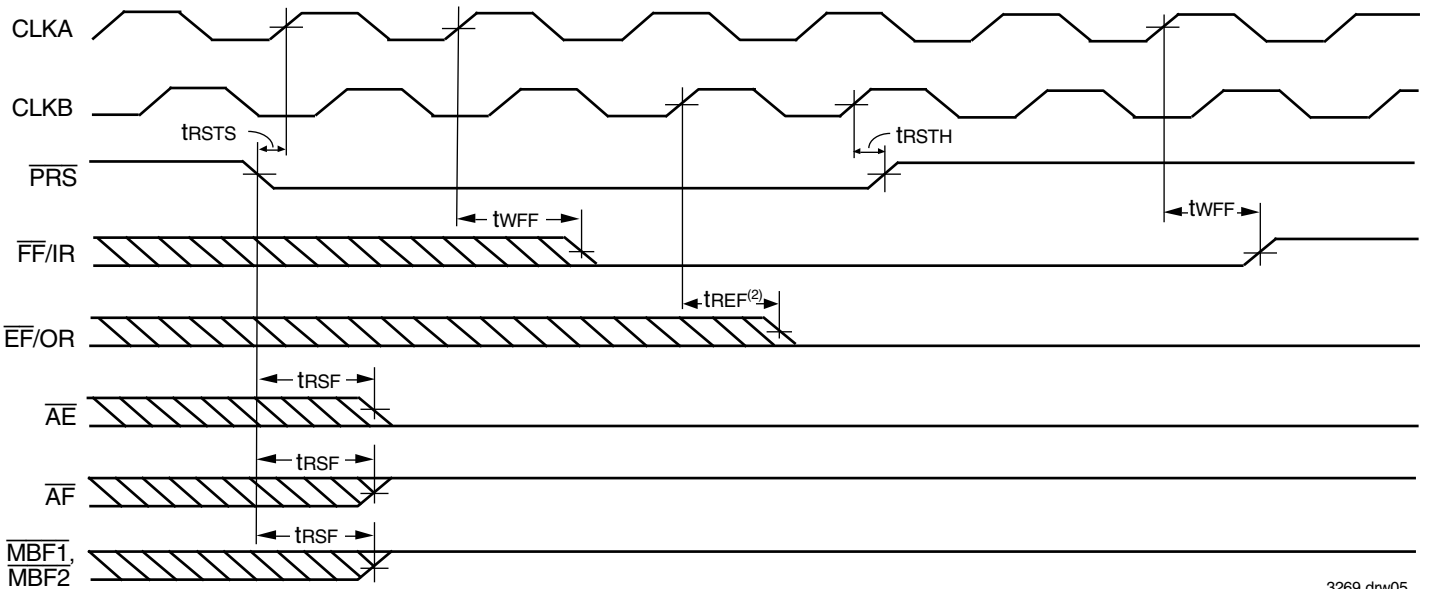 CLKA
CLKB
tRSTS
tRSTH
PRS
tWFF
tWFF
FF/IR
tREF(2)
EF/OR
tRSF
AE
tRSF
AF
tRSF
MBF1,
MBF2
3269 drw05